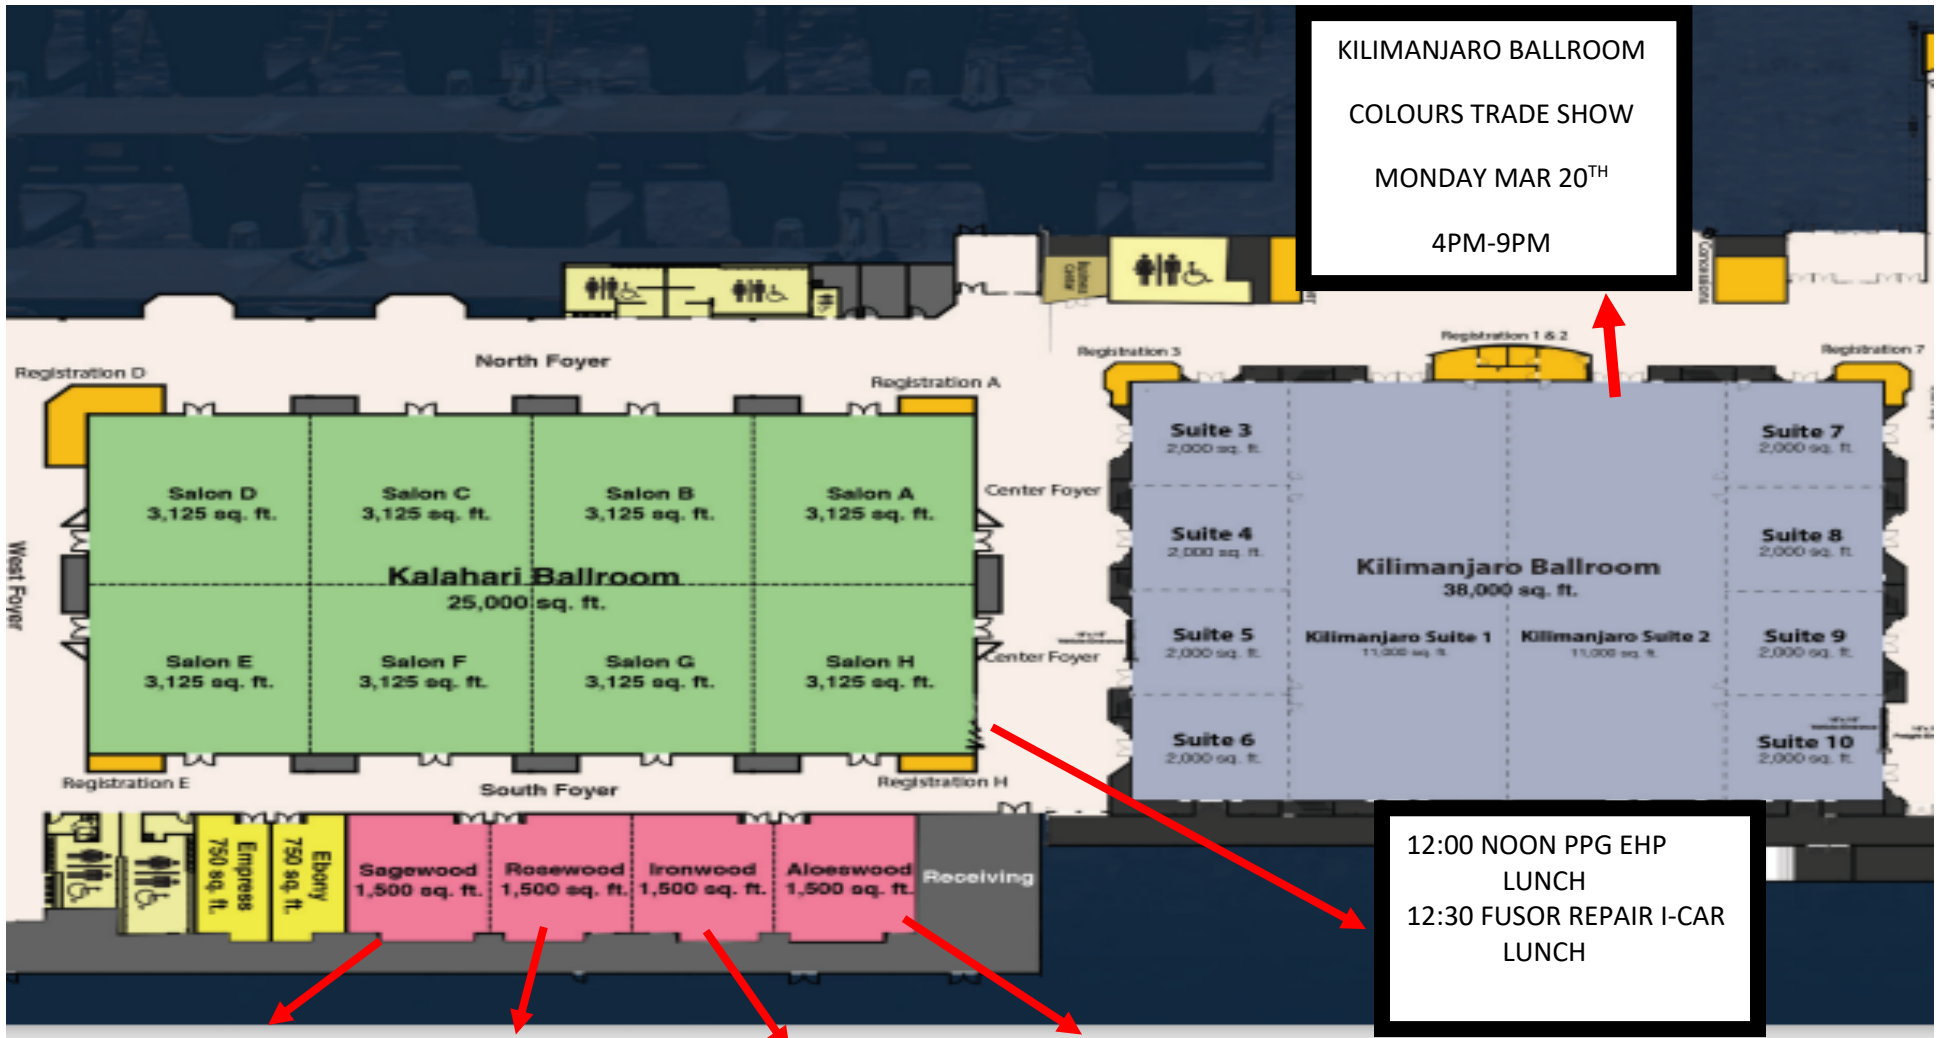 KILIMANJARO BALLROOM
COLOURS TRADE SHOW
MONDAY MAR 20TH
4PM-9PM
Business
Center
Concessions
North Foyer
Registration D
Registration A
Registration 3
Registration 1 & 2
Registration 7
Salon D
3,125 sq. ft.
Salon C
3,125 sq. ft.
Salon B
3,125 sq. ft.
Salon A
3,125 sq. ft.
Center Foyer
West Foyer
Kalahari Ballroom
25,000 sq. ft.
Salon E
3,125 sq. ft.
Salon F
3,125 sq. ft.
Salon G
3,125 sq. ft.
Salon H
3,125 sq. ft.
Center Foyer
Suite 3
2,000 sq. ft.
Suite 4
2,000 sq. ft.
Suite 5
2,000 sq. ft.
Suite 6
2,000 sq. ft.
Kilimanjaro Ballroom
38,000 sq. ft.
Kilimanjaro Suite 1
11,000 sq. ft.
Kilimanjaro Suite 2
11,000 sq. ft.
Suite 7
2,000 sq. ft.
Suite 8
2,000 sq. ft.
Suite 9
2,000 sq. ft.
Suite 10
2,000 sq. ft.
Registration E
South Foyer
Registration H
Empress
750 sq. ft.
Ebony
750 sq. ft.
Sagewood
1,500 sq. ft.
Rosewood
1,500 sq. ft.
Ironwood
1,500 sq. ft.
Aloeswood
1,500 sq. ft.
Receiving
12:00 NOON PPG EHP
LUNCH
12:30 FUSOR REPAIR I-CAR
LUNCH